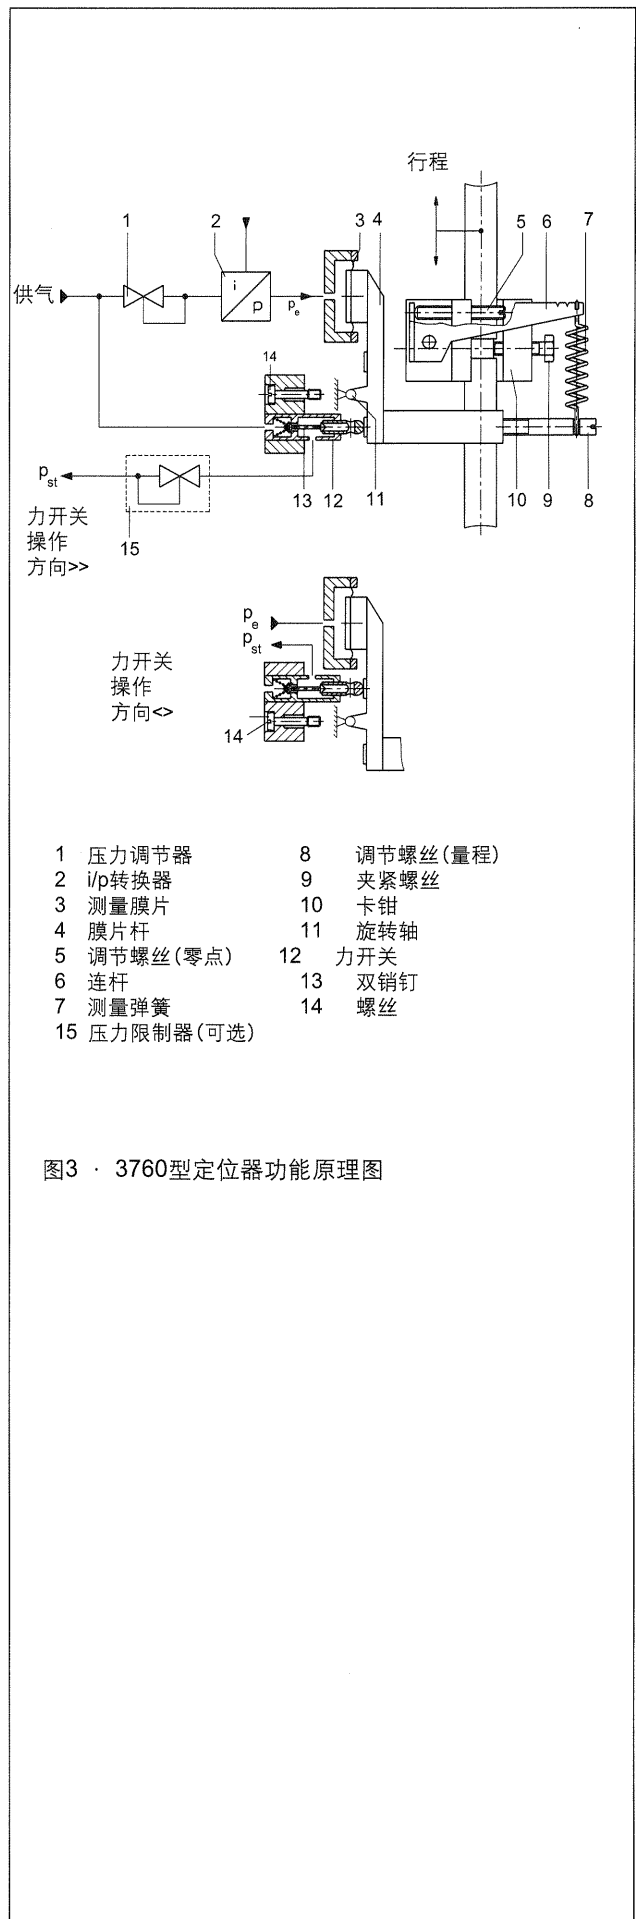 行程
1
2
3
4
5
6
7
i
供气
p
pe
14
pst
13
12
11
10
9
8
力开关
操作
方向>>
15
pe
pst
力开关
操作
方向<>
14
1 压力调节器 8 调节螺丝(量程)
2 i/p转换器 9 夹紧螺丝
3 测量膜片 10 卡钳
4 膜片杆 11 旋转轴
5 调节螺丝(零点) 12 力开关
6 连杆 13 双销钉
7 测量弹簧 14 螺丝
15 压力限制器(可选)
图3 · 3760型定位器功能原理图